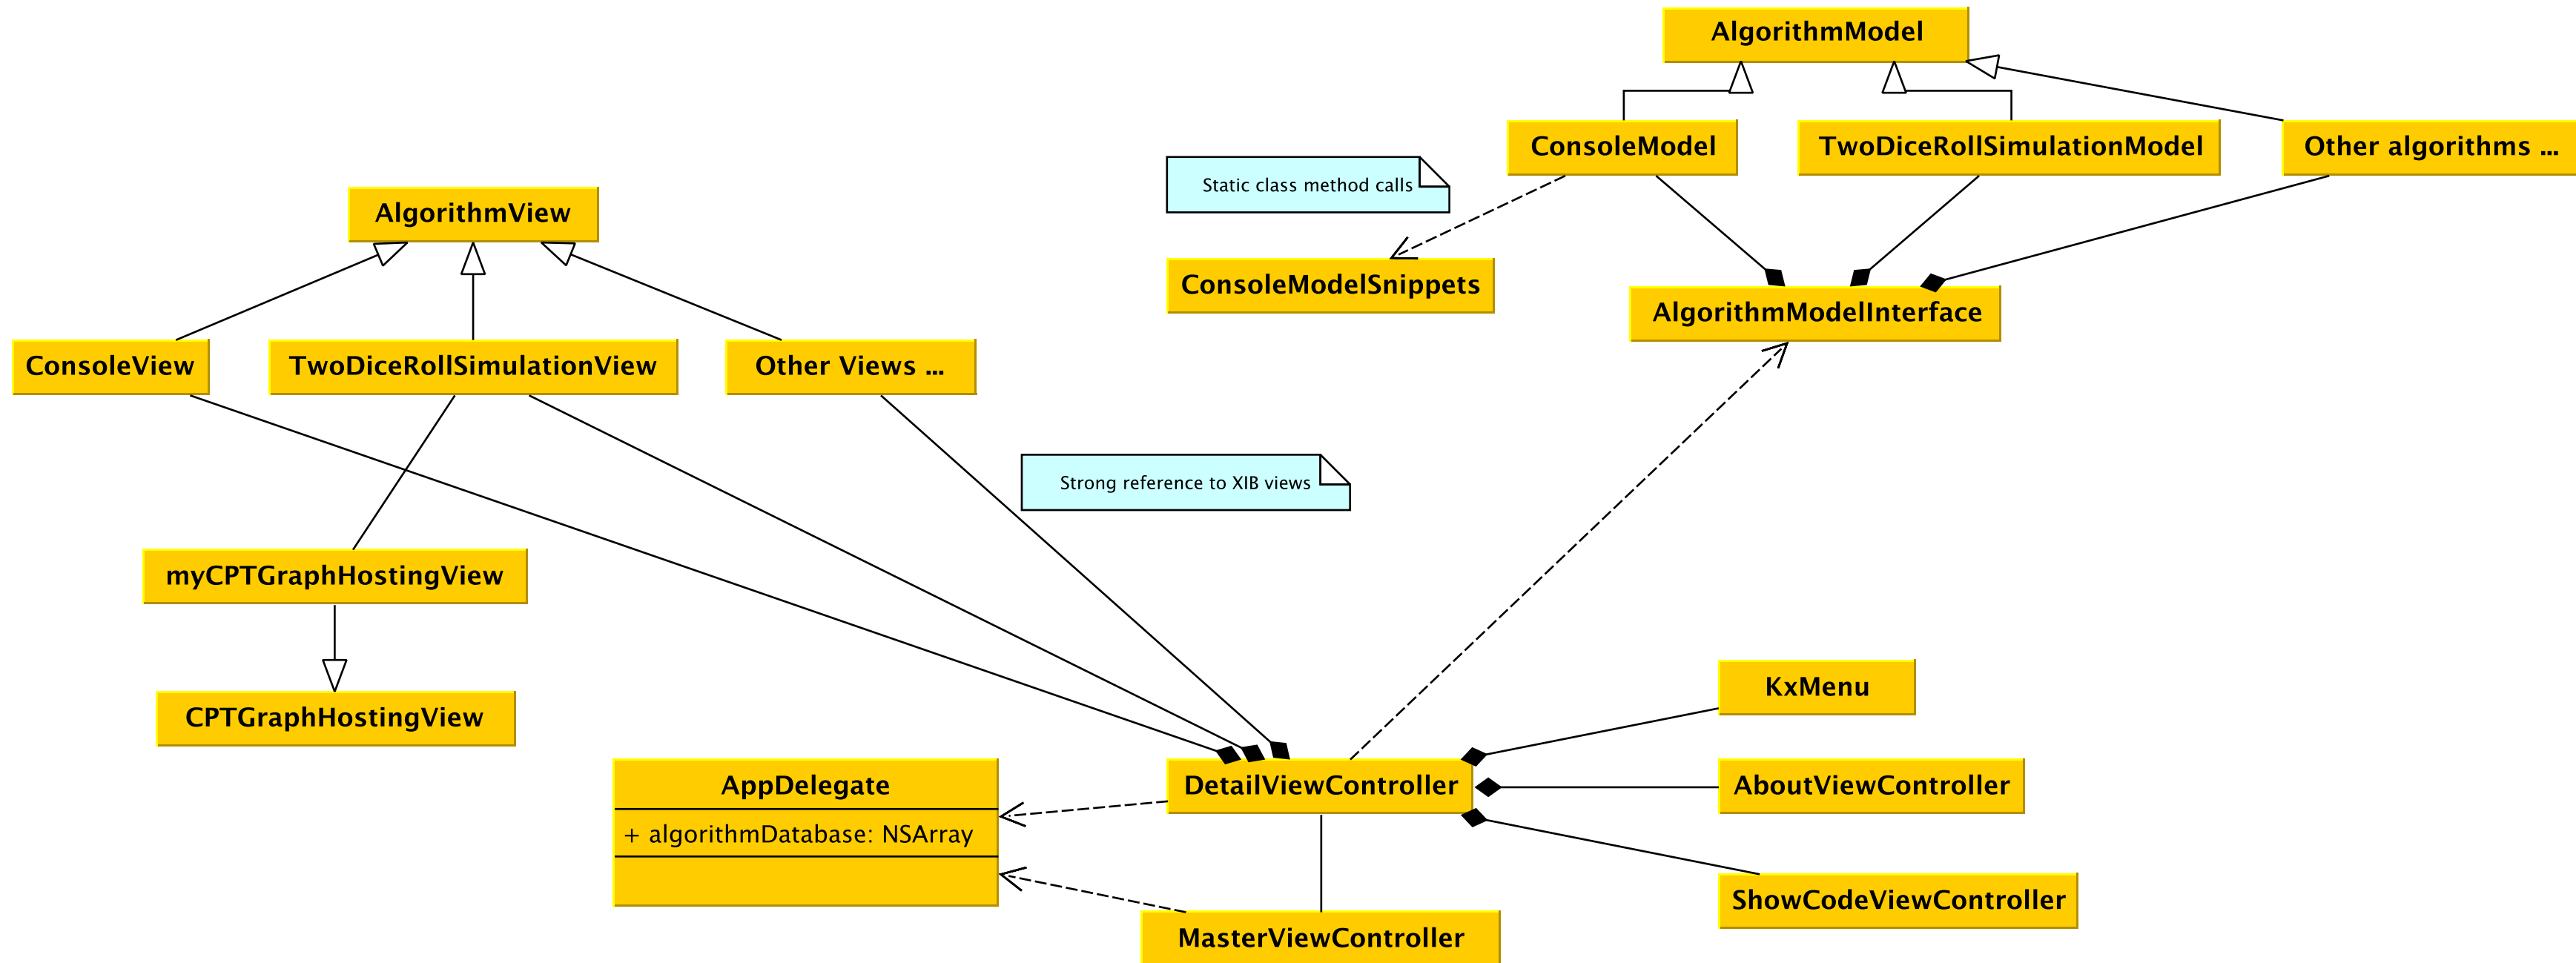 AlgorithmModel
ConsoleModel
TwoDiceRollSimulationModel
Other algorithms ...
Static class method calls
AlgorithmView
ConsoleModelSnippets
AlgorithmModelInterface
ConsoleView
TwoDiceRollSimulationView
Other Views ...
Strong reference to XIB views
myCPTGraphHostingView
KxMenu
CPTGraphHostingView
AppDelegate
+ algorithmDatabase: NSArray
DetailViewController
AboutViewController
ShowCodeViewController
MasterViewController